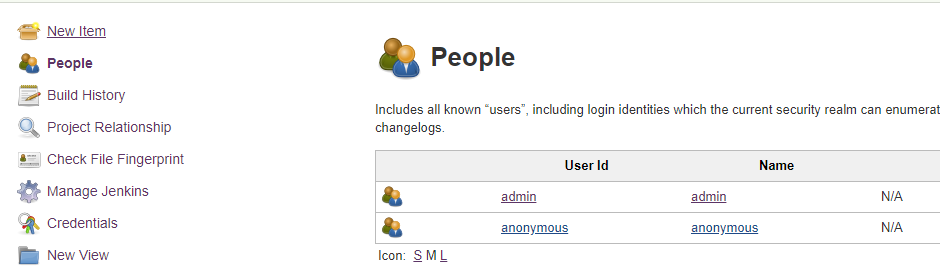 New Item
People
Build History
Project Relationship
Check File Fingerprint
Manage Jenkins
Credentials
New View
People
Includes all known “users”, including login identities which the current security realm can enumerat
changelogs.
User Id Name
admin admin N/A
anonymous anonymous N/A
Icon: S M L